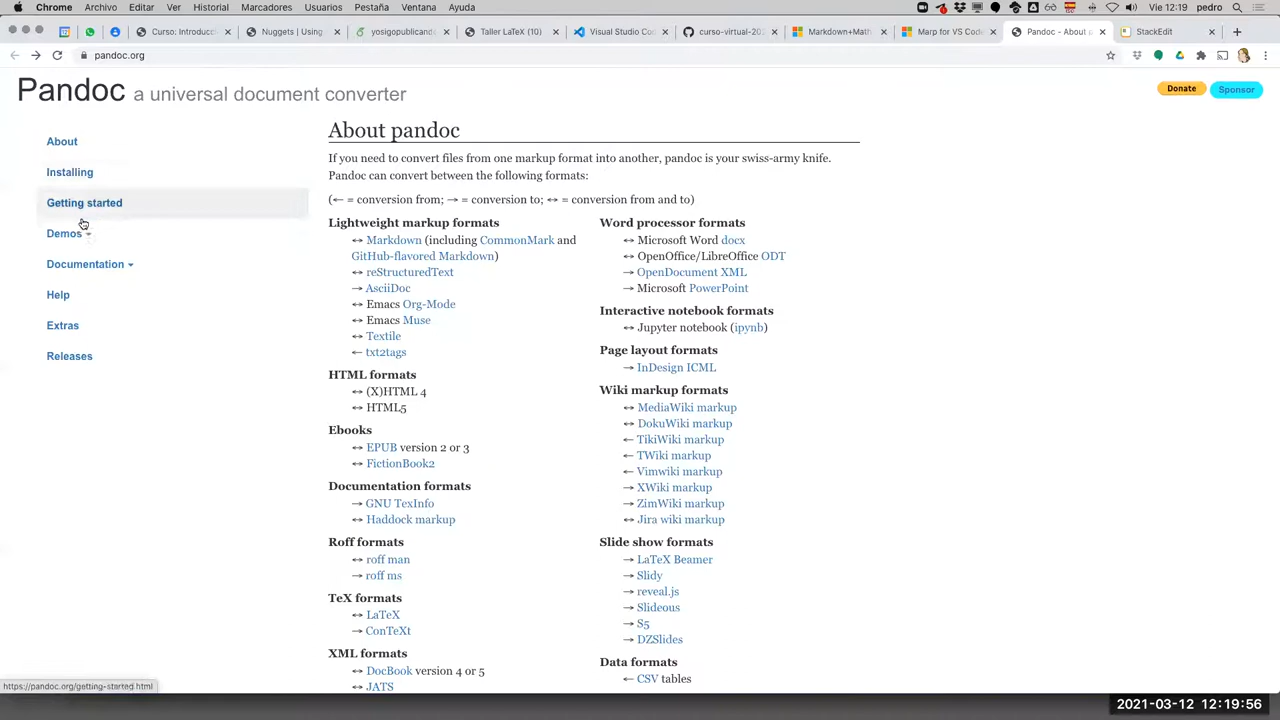 Chrome Archivo Editar Ver Historial Marcadores Usuarios Pestaña Ventana Ayuda Vie 12:19 pedro
Curso: Introducc Nuggets | Using yosigopublicando Taller LaTeX (10) Visual Studio Co curso-virtual-202 Markdown+Math Marp for VS Code Pandoc - About p StackEdit
pandoc.org
Pandoc a universal document converter
Donate
Sponsor
About
Installing
Getting started
Demos
Documentation
Help
Extras
Releases
About pandoc
If you need to convert files from one markup format into another, pandoc is your swiss-army knife.
Pandoc can convert between the following formats:
(← = conversion from; → = conversion to; ↔ = conversion from and to)
Lightweight markup formats
↔ Markdown (including CommonMark and
GitHub-flavored Markdown)
↔ reStructuredText
→ AsciiDoc
↔ Emacs Org-Mode
↔ Emacs Muse
↔ Textile
← txt2tags
HTML formats
↔ (X)HTML 4
↔ HTML5
Ebooks
↔ EPUB version 2 or 3
↔ FictionBook2
Documentation formats
→ GNU TexInfo
↔ Haddock markup
Roff formats
↔ roff man
→ roff ms
TeX formats
↔ LaTeX
→ ConTeXt
XML formats
↔ DocBook version 4 or 5
↔ JATS
Word processor formats
↔ Microsoft Word docx
↔ OpenOffice/LibreOffice ODT
→ OpenDocument XML
→ Microsoft PowerPoint
Interactive notebook formats
↔ Jupyter notebook (ipynb)
Page layout formats
→ InDesign ICML
Wiki markup formats
↔ MediaWiki markup
↔ DokuWiki markup
← TikiWiki markup
← TWiki markup
← Vimwiki markup
→ XWiki markup
→ ZimWiki markup
↔ Jira wiki markup
Slide show formats
→ LaTeX Beamer
→ Slidy
→ reveal.js
→ Slideous
→ S5
→ DZSlides
Data formats
← CSV tables
https://pandoc.org/getting-started.html
2021-03-12 12:19:56